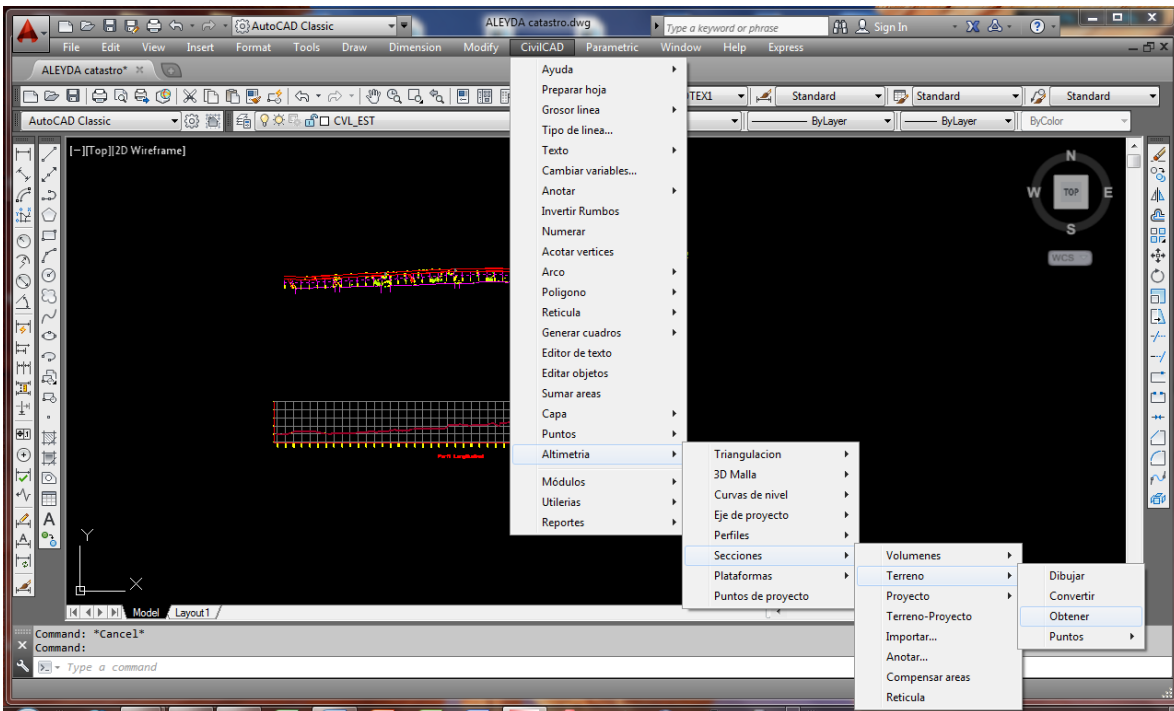 AutoCAD Classic
ALEYDA catastro.dwg
Type a keyword or phrase
Sign In
File Edit View Insert Format Tools Draw Dimension Modify CivilCAD Parametric Window Help Express
ALEYDA catastro*
TEX1 Standard Standard Standard
AutoCAD Classic
CVL_EST
ByLayer ByLayer ByColor
[−][Top][2D Wireframe]
N
W TOP E
S
WCS
Ayuda
Preparar hoja
Grosor linea
Tipo de linea...
Texto
Cambiar variables...
Anotar
Invertir Rumbos
Numerar
Acotar vertices
Arco
Poligono
Reticula
Generar cuadros
Editor de texto
Editar objetos
Sumar areas
Capa
Puntos
Altimetria
Módulos
Utilerias
Reportes
Triangulacion
3D Malla
Curvas de nivel
Eje de proyecto
Perfiles
Secciones
Plataformas
Puntos de proyecto
Volumenes
Terreno
Proyecto
Terreno-Proyecto
Importar...
Anotar...
Compensar areas
Reticula
Dibujar
Convertir
Obtener
Puntos
Perfil Longitudinal
Y
X
Model Layout1
Command: *Cancel*
Command:
Type a command